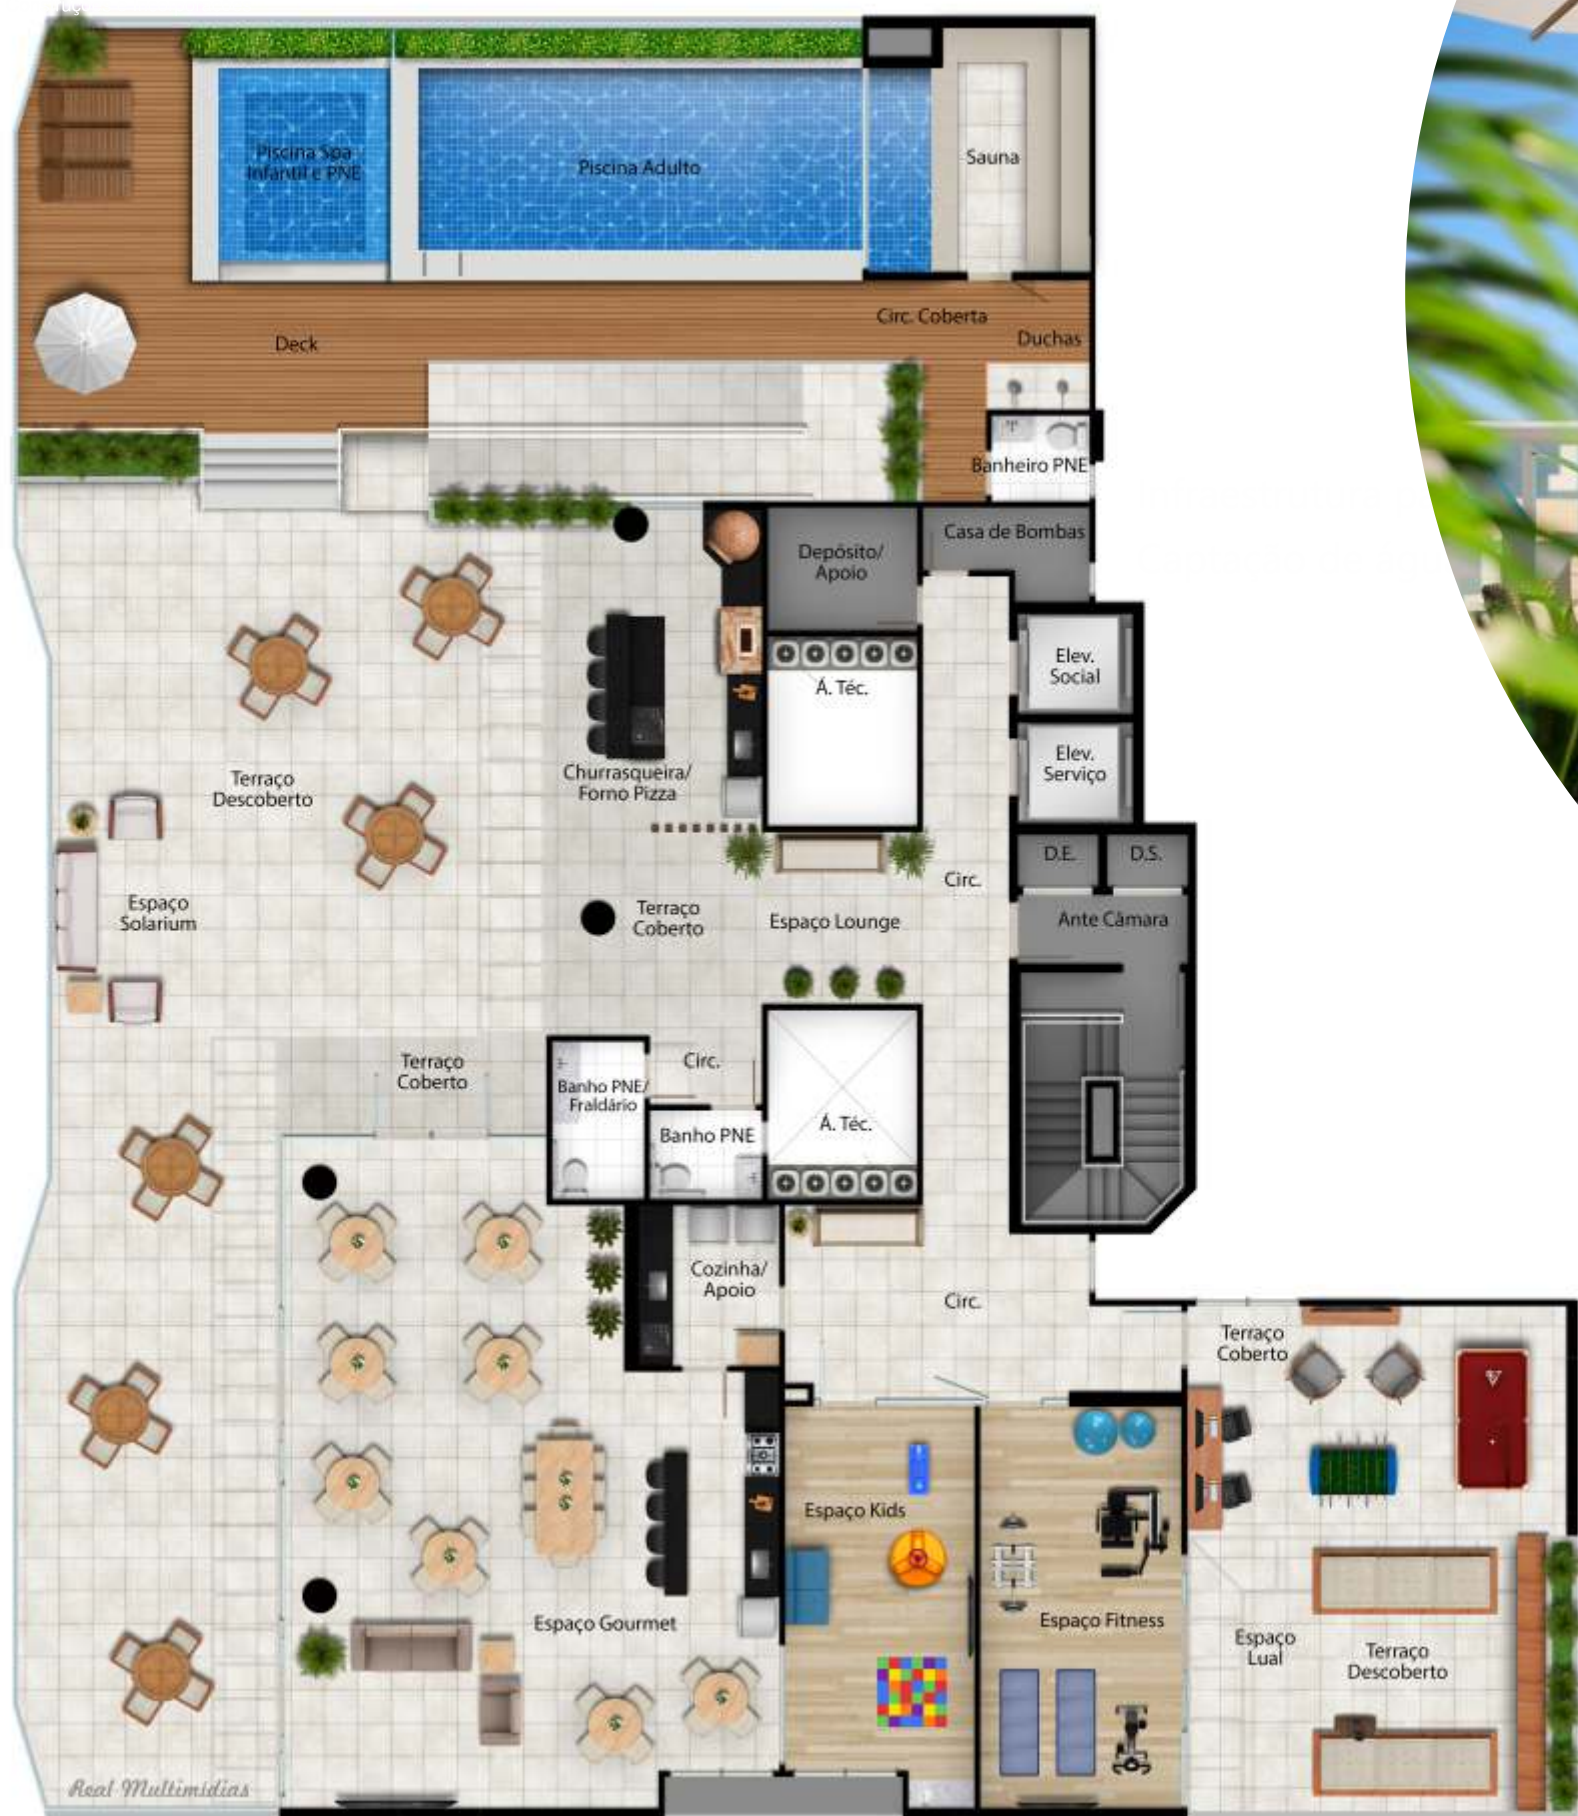 Piscina Spa
Infantil e PNE
Piscina Adulto
Sauna
Circ. Coberta
Duchas
Deck
Banheiro PNE
Casa de Bombas
Depósito/
Apoio
Elev.
Social
Á. Téc.
Elev.
Serviço
Churrasqueira/
Forno Pizza
Terraço
Descoberto
D.E.
D.S.
Circ.
Espaço
Solarium
Terraço
Coberto
Espaço Lounge
Ante Câmara
Terraço
Coberto
Circ.
Banho PNE/
Fraldário
Banho PNE
Á. Téc.
Cozinha/
Apoio
Circ.
Terraço
Coberto
Espaço Kids
Espaço Gourmet
Espaço Fitness
Espaço
Lual
Terraço
Descoberto
Real Multimídias